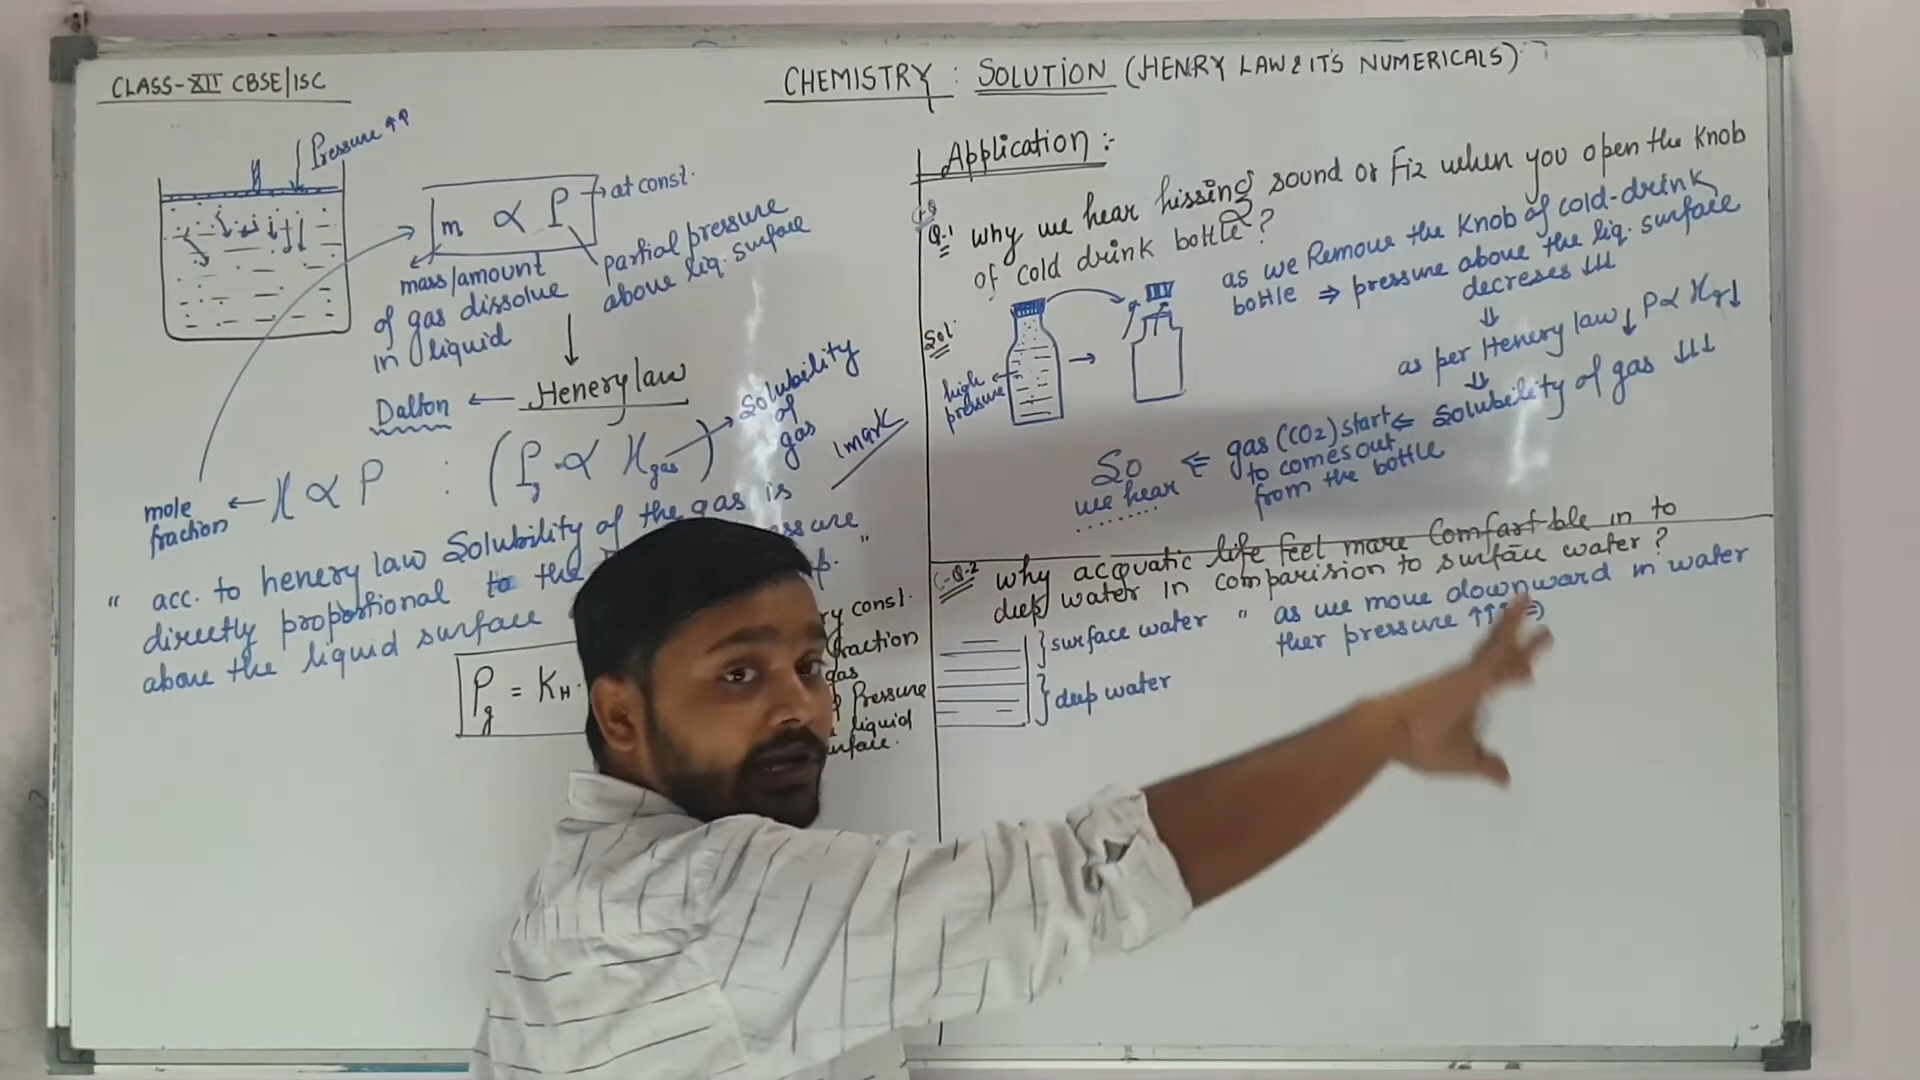 CLASS-XII CBSE/ISC
CHEMISTRY : SOLUTION (HENRY LAW & IT'S NUMERICALS)
Pressure ↑↑
m ∝ P → at const.
mass/amount
of gas dissolve
in liquid
partial pressure
above liq. surface
Dalton ← Henery law
mole
fraction ← X ∝ P : (Pg ∝ Xgas)
Solubility
of
gas
1 mark
" acc. to henery law Solubility of the gas is
directly proportional to the
above the liquid surface
Pg = KH.
const.
gas
Pressure
liquid
Application :-
Q-1 why we hear hissing sound or Fiz when you open the Knob
of cold drink bottle?
Sol.
high
pressure
as we Remove the Knob of cold-drink
bottle ⇒ pressure above the liq. surface
decreses ↓↓↓
⇓
as per Henery law ↓ P ∝ Xg ↓
⇓
Solubility of gas ↓↓↓
⇐ gas (CO2) start
to comes out
from the bottle
⇐ So
we hear ........
Q-2 why acquatic life feel more Comfartble in to
deep water in comparision to surface water?
} surface water
} deep water
" as we move downward in water
ther pressure ↑↑↑ ⇒